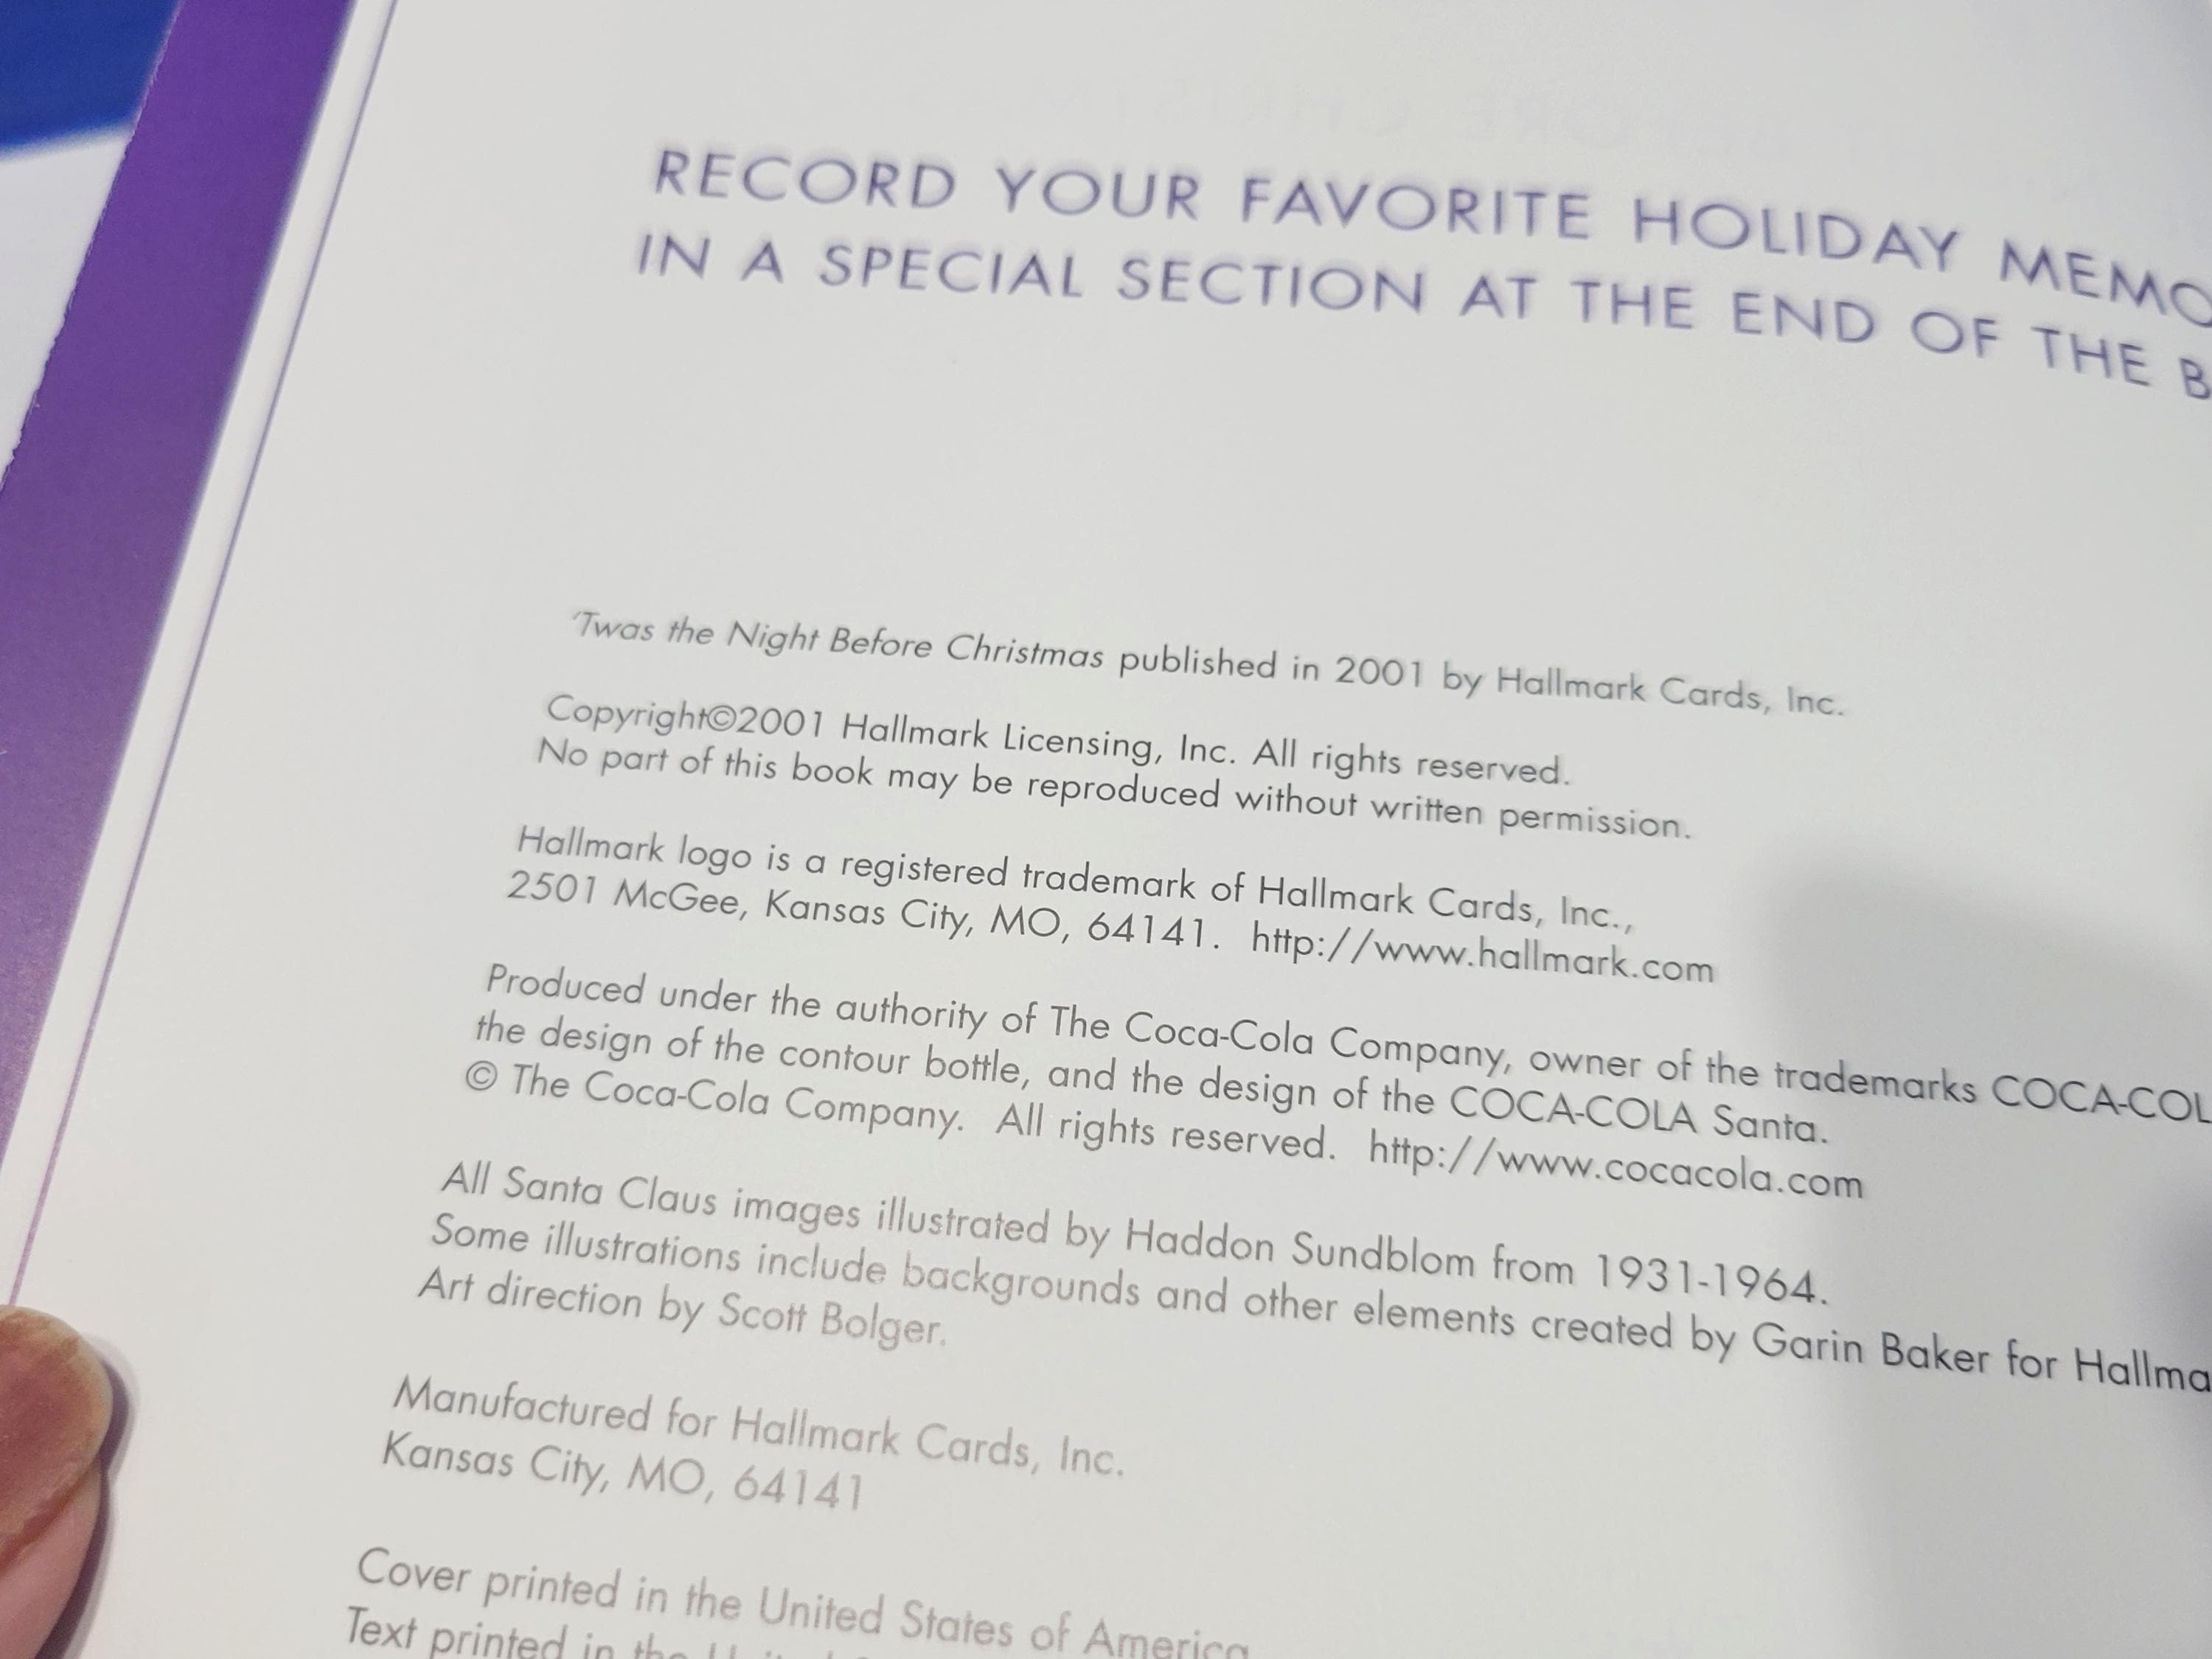 RECORD YOUR FAVORITE HOLIDAY
IN A SPECIAL SECTION AT THE END OF THE
'Twas the Night Before Christmas published in 2001 by Hallmark Cards, Inc.
Copyright©2001 Hallmark Licensing, Inc. All rights reserved.
No part of this book may be reproduced without written permission.
Hallmark logo is a registered trademark of Hallmark Cards, Inc.,
2501 McGee, Kansas City, MO, 64141. http://www.hallmark.com
Produced under the authority of The Coca-Cola Company, owner of the trademarks COCA-COL
the design of the contour bottle, and the design of the COCA-COLA Santa.
© The Coca-Cola Company. All rights reserved. http://www.cocacola.com
All Santa Claus images illustrated by Haddon Sundblom from 1931-1964.
Some illustrations include backgrounds and other elements created by Garin Baker for Hallma
Art direction by Scott Bolger.
Manufactured for Hallmark Cards, Inc.
Kansas City, MO, 64141
Cover printed in the United States of America
Text printed in the